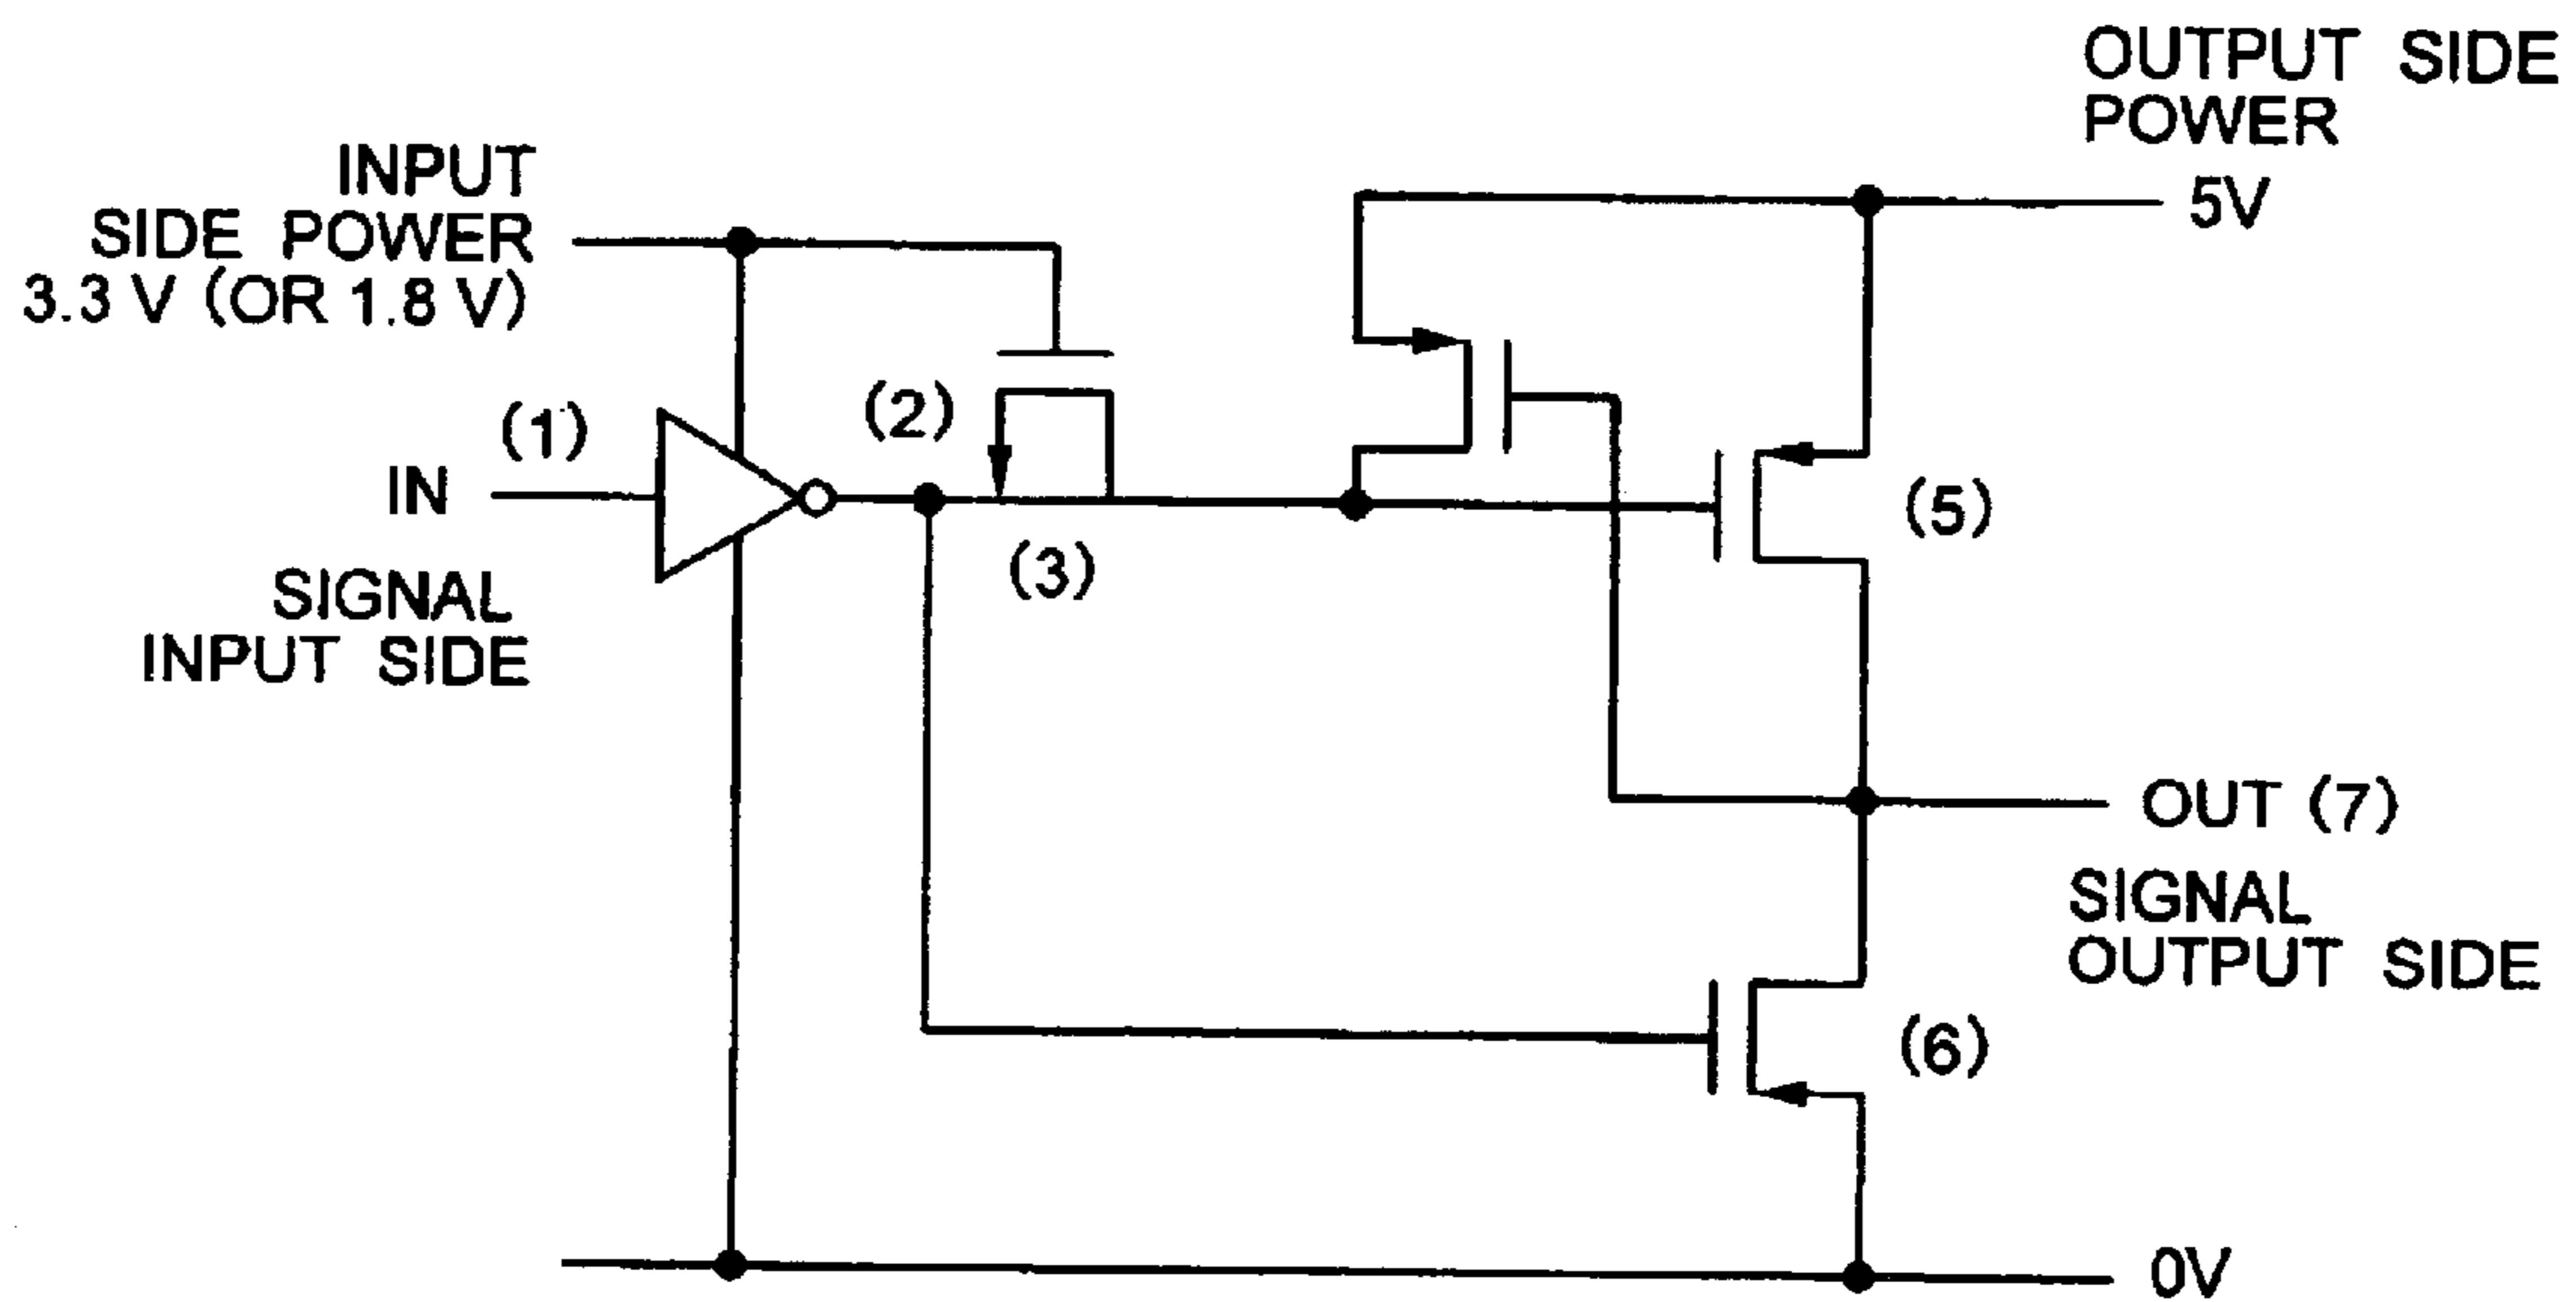 OUTPUT SIDE
POWER
5V
INPUT
SIDE POWER
3.3 V (OR 1.8 V)
(1)
(2)
IN
(5)
(3)
SIGNAL
INPUT SIDE
OUT (7)
SIGNAL
OUTPUT SIDE
(6)
0V